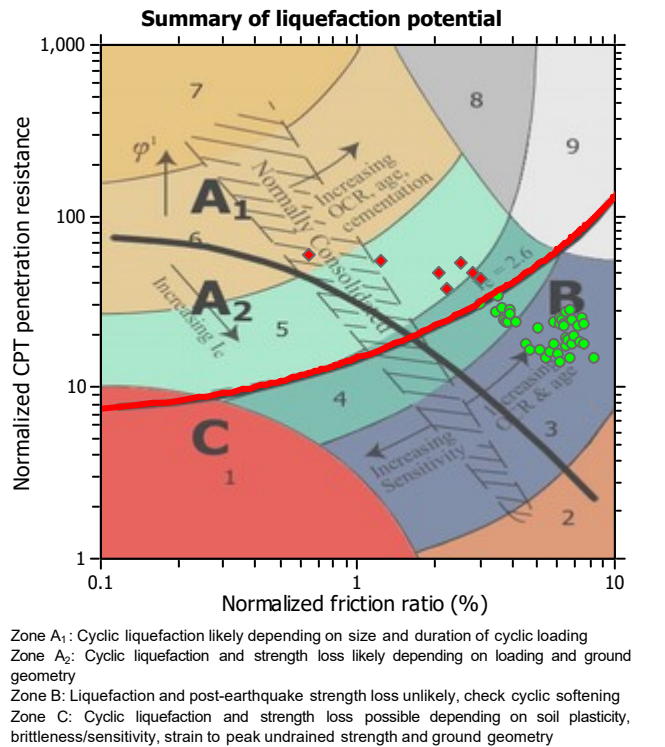 Summary of liquefaction potential
1,000
7
8
9
φ'
Increasing
OCR, age,
cementation
A1
Normally Consolidated
100
6
Ic = 2.6
A2
B
Increasing Ic
5
Normalized CPT penetration resistance
10
4
Increasing
OCR & age
C
3
Increasing
Sensitivity
1
2
1
0.1
1
10
Normalized friction ratio (%)
Zone A1: Cyclic liquefaction likely depending on size and duration of cyclic loading
Zone A2: Cyclic liquefaction and strength loss likely depending on loading and ground
geometry
Zone B: Liquefaction and post-earthquake strength loss unlikely, check cyclic softening
Zone C: Cyclic liquefaction and strength loss possible depending on soil plasticity,
brittleness/sensitivity, strain to peak undrained strength and ground geometry